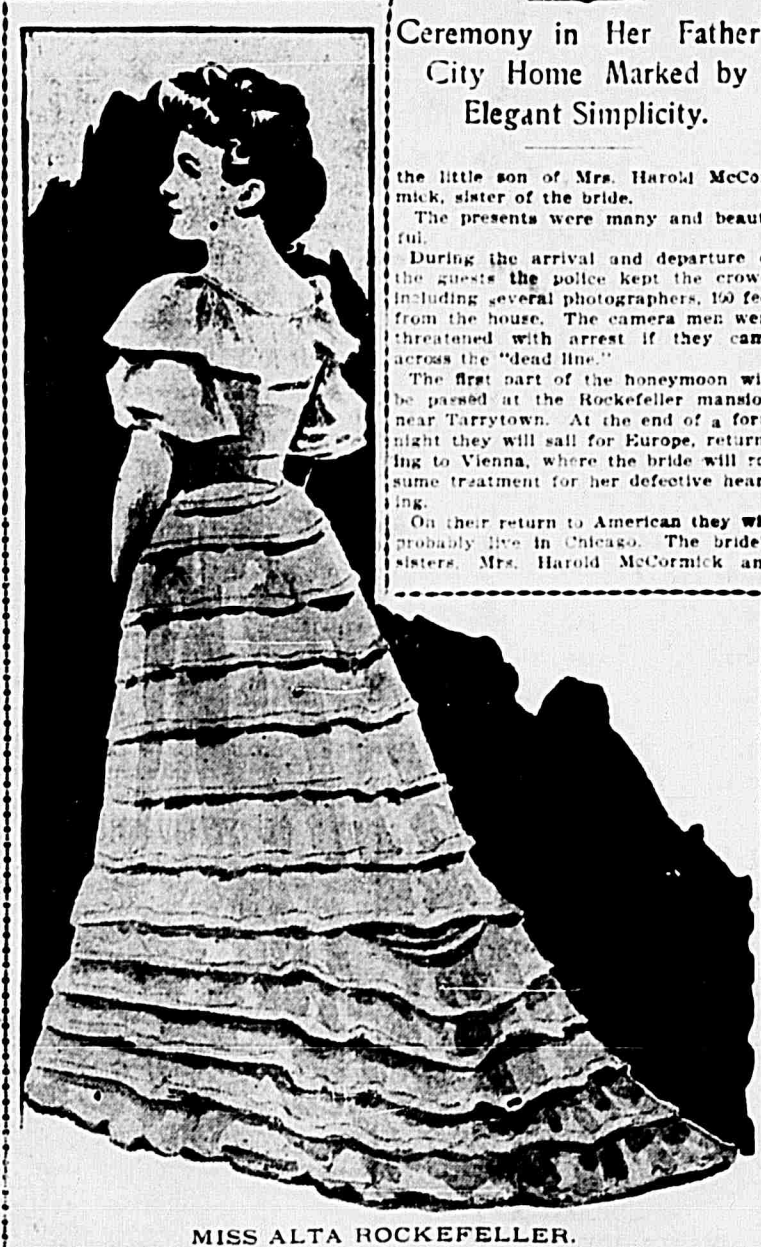 Ceremony in Her Father
City Home Marked by
Elegant Simplicity.
the little son of Mrs. Harold McCo
mick, sister of the bride.
The presents were many and beaut
ful.
During the arrival and departure
the guests the police kept the crow
including several photographers, 100 fe
from the house. The camera men we
threatened with arrest if they cam
across the "dead line."
The first part of the honeymoon wi
be passed at the Rockefeller mansio
near Tarrytown. At the end of a for
night they will sail for Europe, return
ing to Vienna, where the bride will re
sume treatment for her defective hear
ing.
On their return to American they wi
probably live in Chicago. The bride'
sisters, Mrs. Harold McCormick an
MISS ALTA ROCKEFELLER.